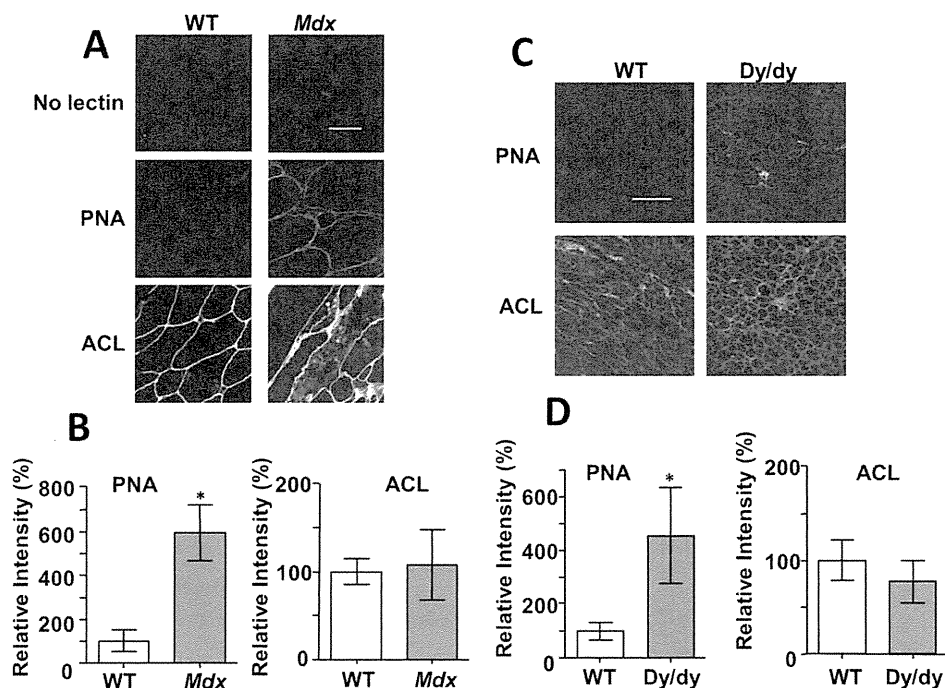 A
WT
Mdx
No lectin
PNA
ACL
B
Relative Intensity (%)
800
600
400
200
0
PNA
*
WT
Mdx
Relative Intensity (%)
200
100
0
ACL
WT
Mdx
C
WT
Dy/dy
PNA
ACL
D
Relative Intensity (%)
600
400
200
0
PNA
*
WT
Dy/dy
Relative Intensity (%)
200
100
0
ACL
WT
Dy/dy